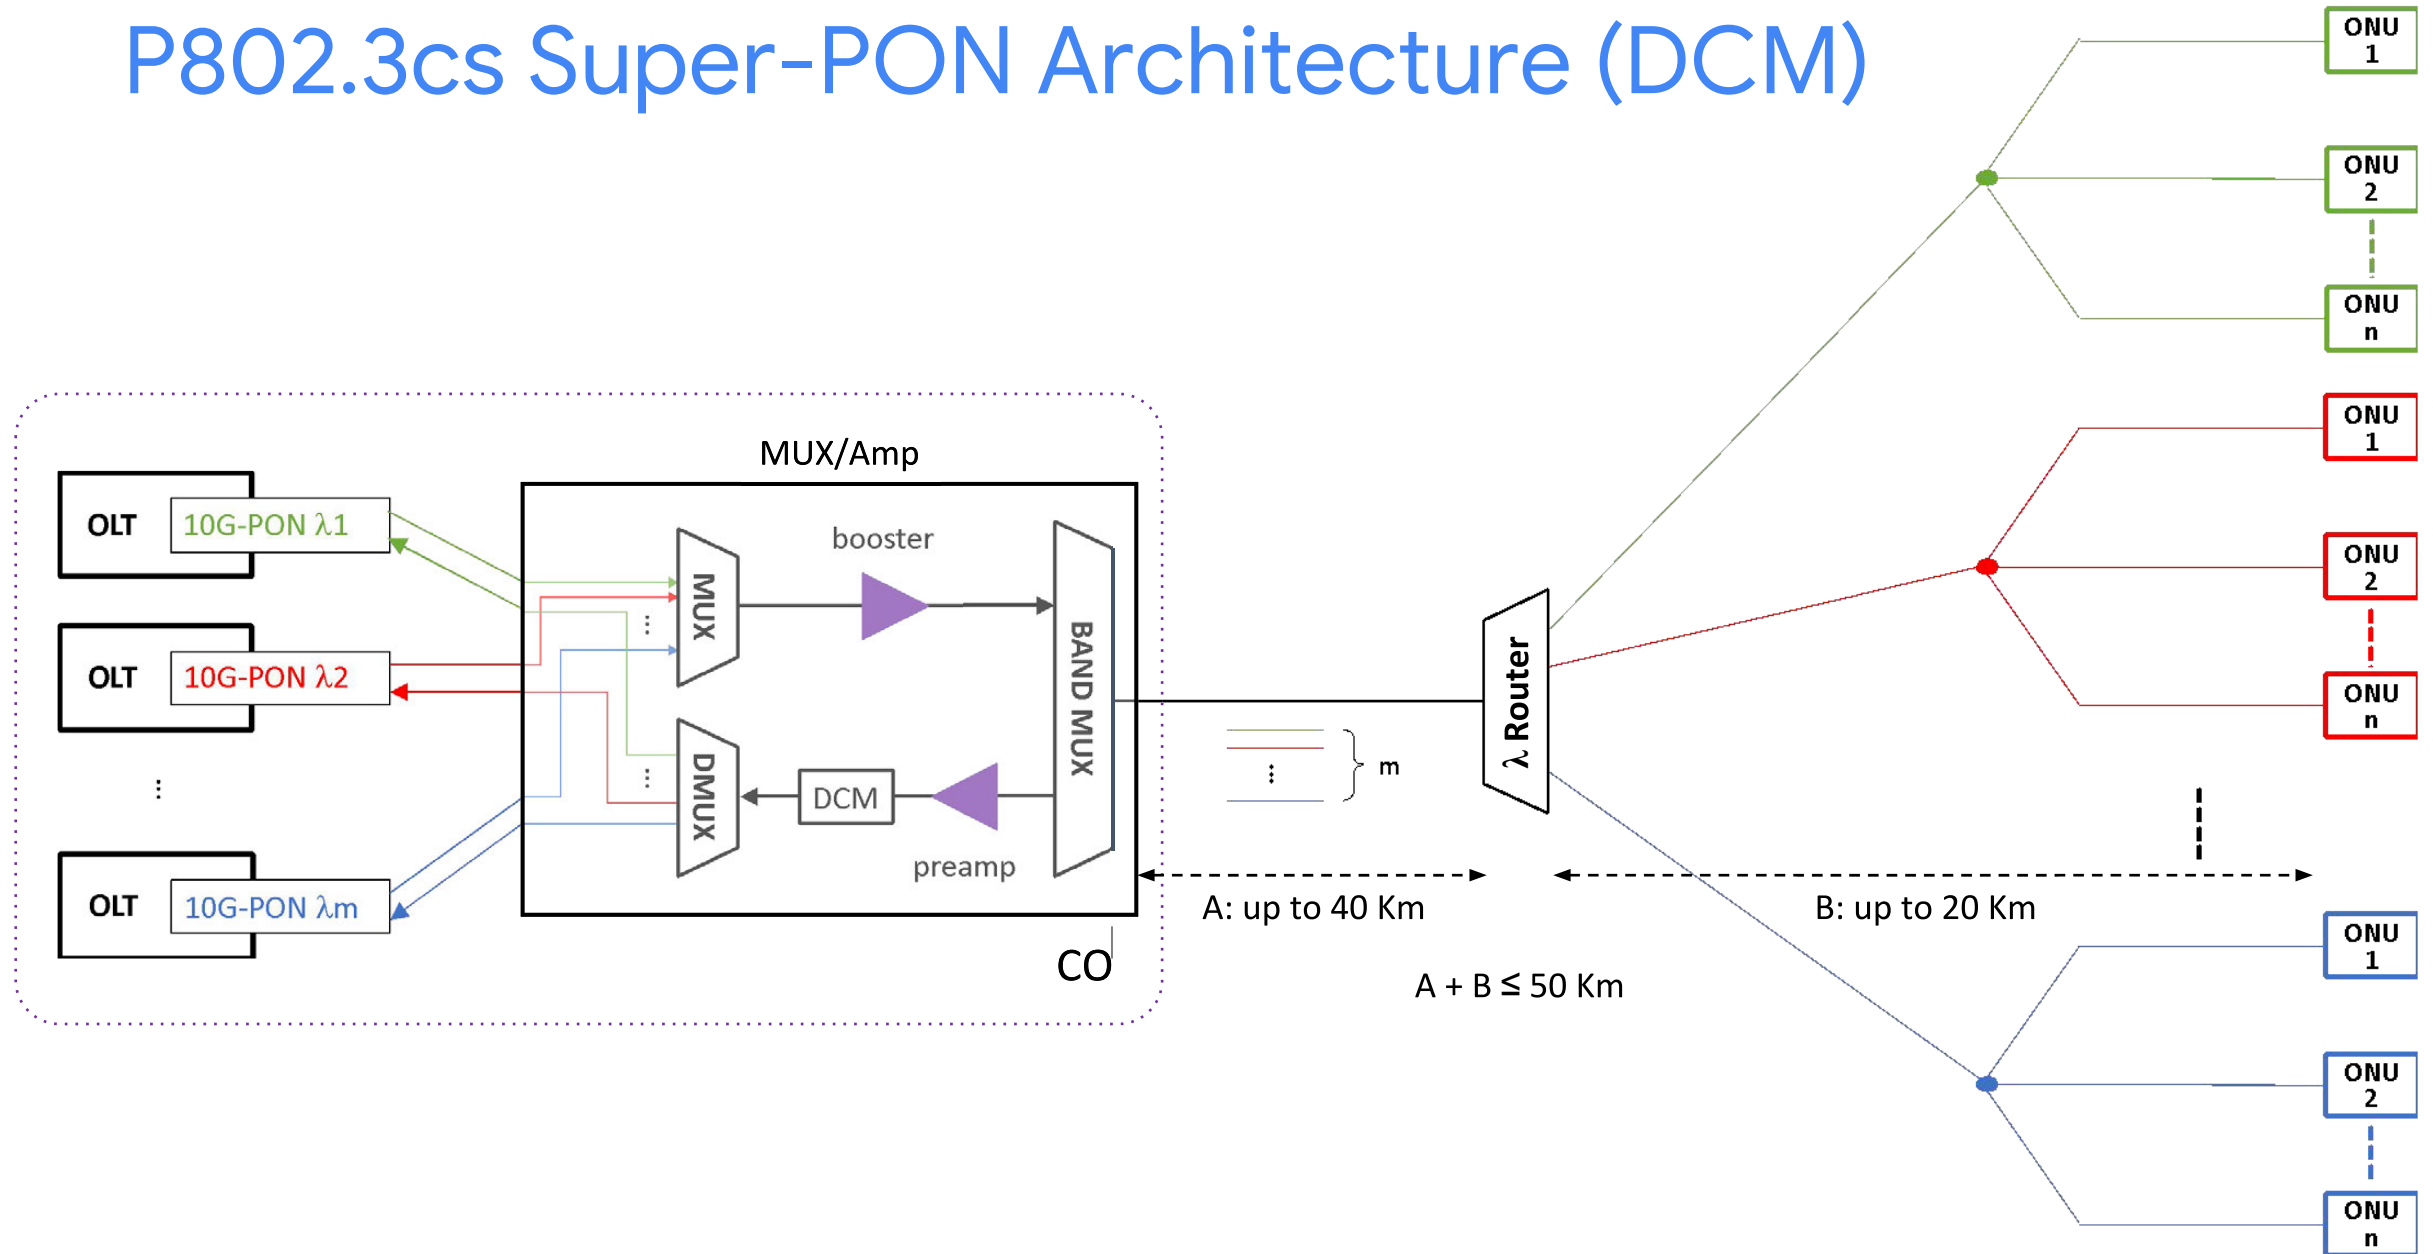 P802.3cs Super-PON Architecture (DCM)
ONU
1
ONU
2
ONU
n
ONU
1
ONU
2
ONU
n
MUX/Amp
OLT
10G-PON λ1
OLT
10G-PON λ2
⋮
OLT
10G-PON λm
MUX
...
booster
BAND MUX
DMUX
...
DCM
preamp
CO
⋮
m
λ Router
A: up to 40 Km
B: up to 20 Km
A + B ≤ 50 Km
ONU
1
ONU
2
ONU
n